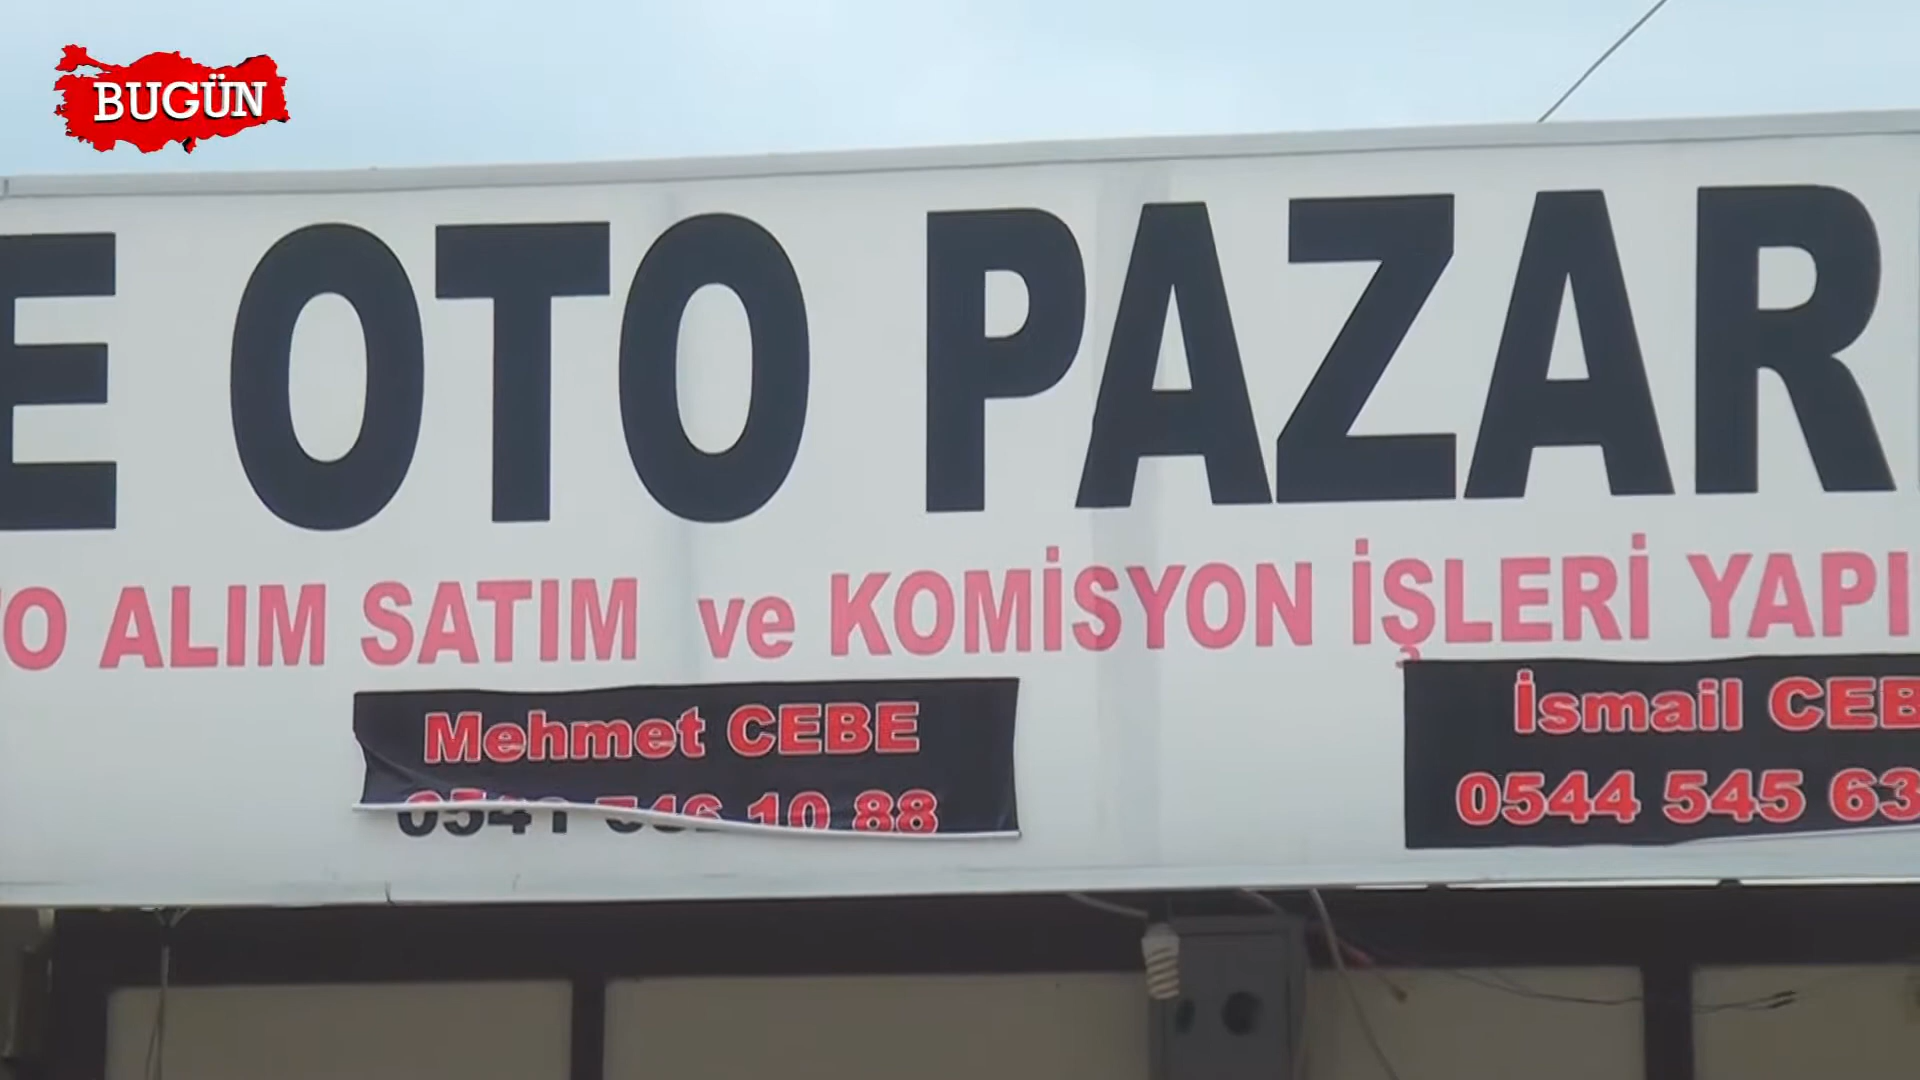 BUGÜN
E OTO PAZAR
O ALIM SATIM ve KOMİSYON İŞLERİ YAPI
Mehmet CEBE
10 88
İsmail CEB
0544 545 63